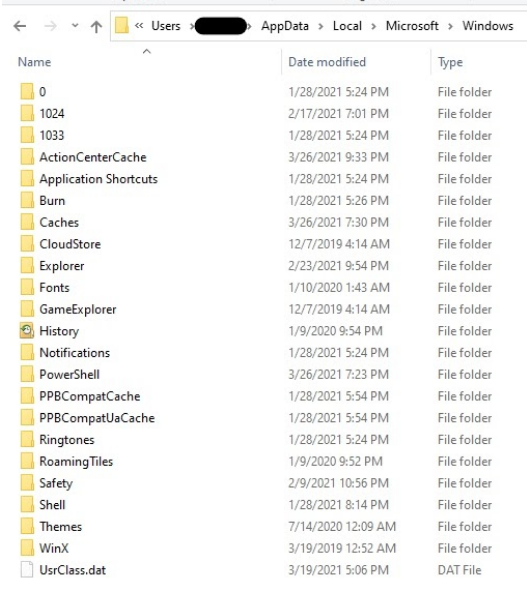 « Users › AppData › Local › Microsoft › Windows
Name Date modified Type
0 1/28/2021 5:24 PM File folder
1024 2/17/2021 7:01 PM File folder
1033 1/28/2021 5:24 PM File folder
ActionCenterCache 3/26/2021 9:33 PM File folder
Application Shortcuts 1/28/2021 5:24 PM File folder
Burn 1/28/2021 5:26 PM File folder
Caches 3/26/2021 7:30 PM File folder
CloudStore 12/7/2019 4:14 AM File folder
Explorer 2/23/2021 9:54 PM File folder
Fonts 1/10/2020 1:43 AM File folder
GameExplorer 12/7/2019 4:14 AM File folder
History 1/9/2020 9:54 PM File folder
Notifications 1/28/2021 5:24 PM File folder
PowerShell 3/26/2021 7:23 PM File folder
PPBCompatCache 1/28/2021 5:54 PM File folder
PPBCompatUaCache 1/28/2021 5:54 PM File folder
Ringtones 1/28/2021 5:24 PM File folder
RoamingTiles 1/9/2020 9:52 PM File folder
Safety 2/9/2021 10:56 PM File folder
Shell 1/28/2021 8:14 PM File folder
Themes 7/14/2020 12:09 AM File folder
WinX 3/19/2019 12:52 AM File folder
UsrClass.dat 3/19/2021 5:06 PM DAT File